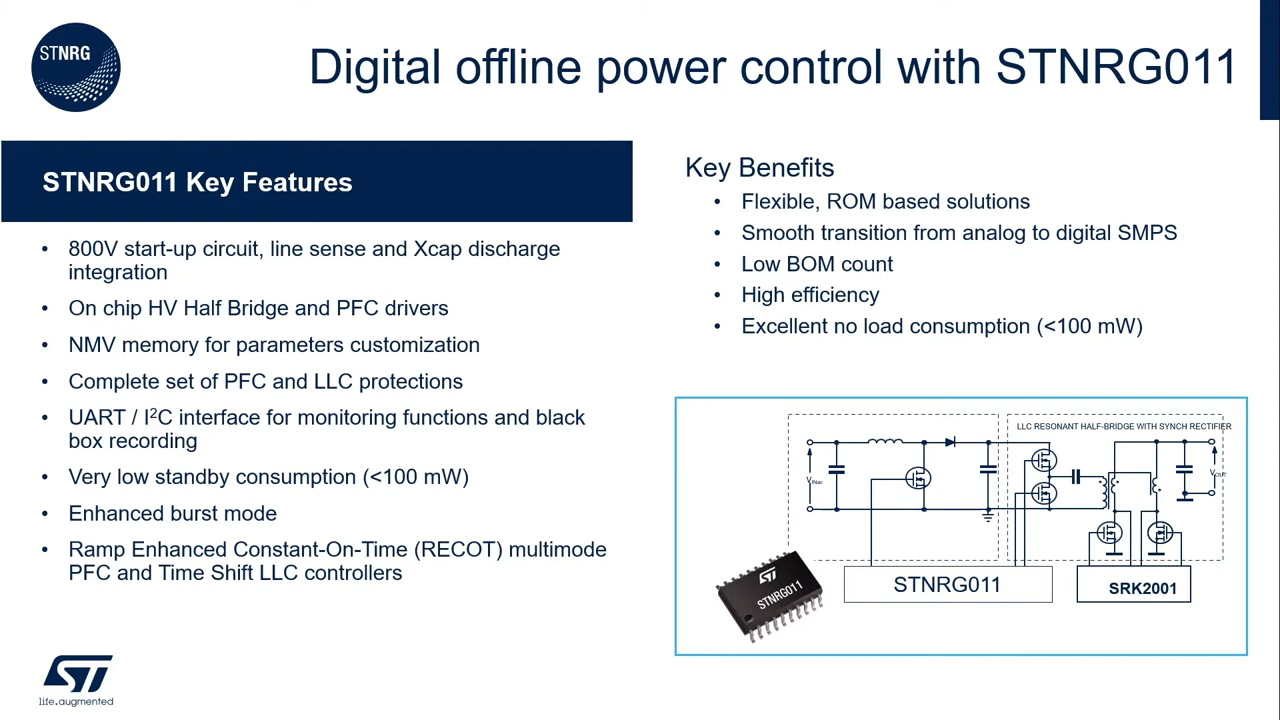 STNRG
Digital offline power control with STNRG011
STNRG011 Key Features
• 800V start-up circuit, line sense and Xcap discharge
integration
• On chip HV Half Bridge and PFC drivers
• NMV memory for parameters customization
• Complete set of PFC and LLC protections
• UART / I²C interface for monitoring functions and black
box recording
• Very low standby consumption (<100 mW)
• Enhanced burst mode
• Ramp Enhanced Constant-On-Time (RECOT) multimode
PFC and Time Shift LLC controllers
Key Benefits
• Flexible, ROM based solutions
• Smooth transition from analog to digital SMPS
• Low BOM count
• High efficiency
• Excellent no load consumption (<100 mW)
LLC RESONANT HALF-BRIDGE WITH SYNCH RECTIFIER
VINac
VOUT
ST
STNRG011
STNRG011
SRK2001
ST
life.augmented